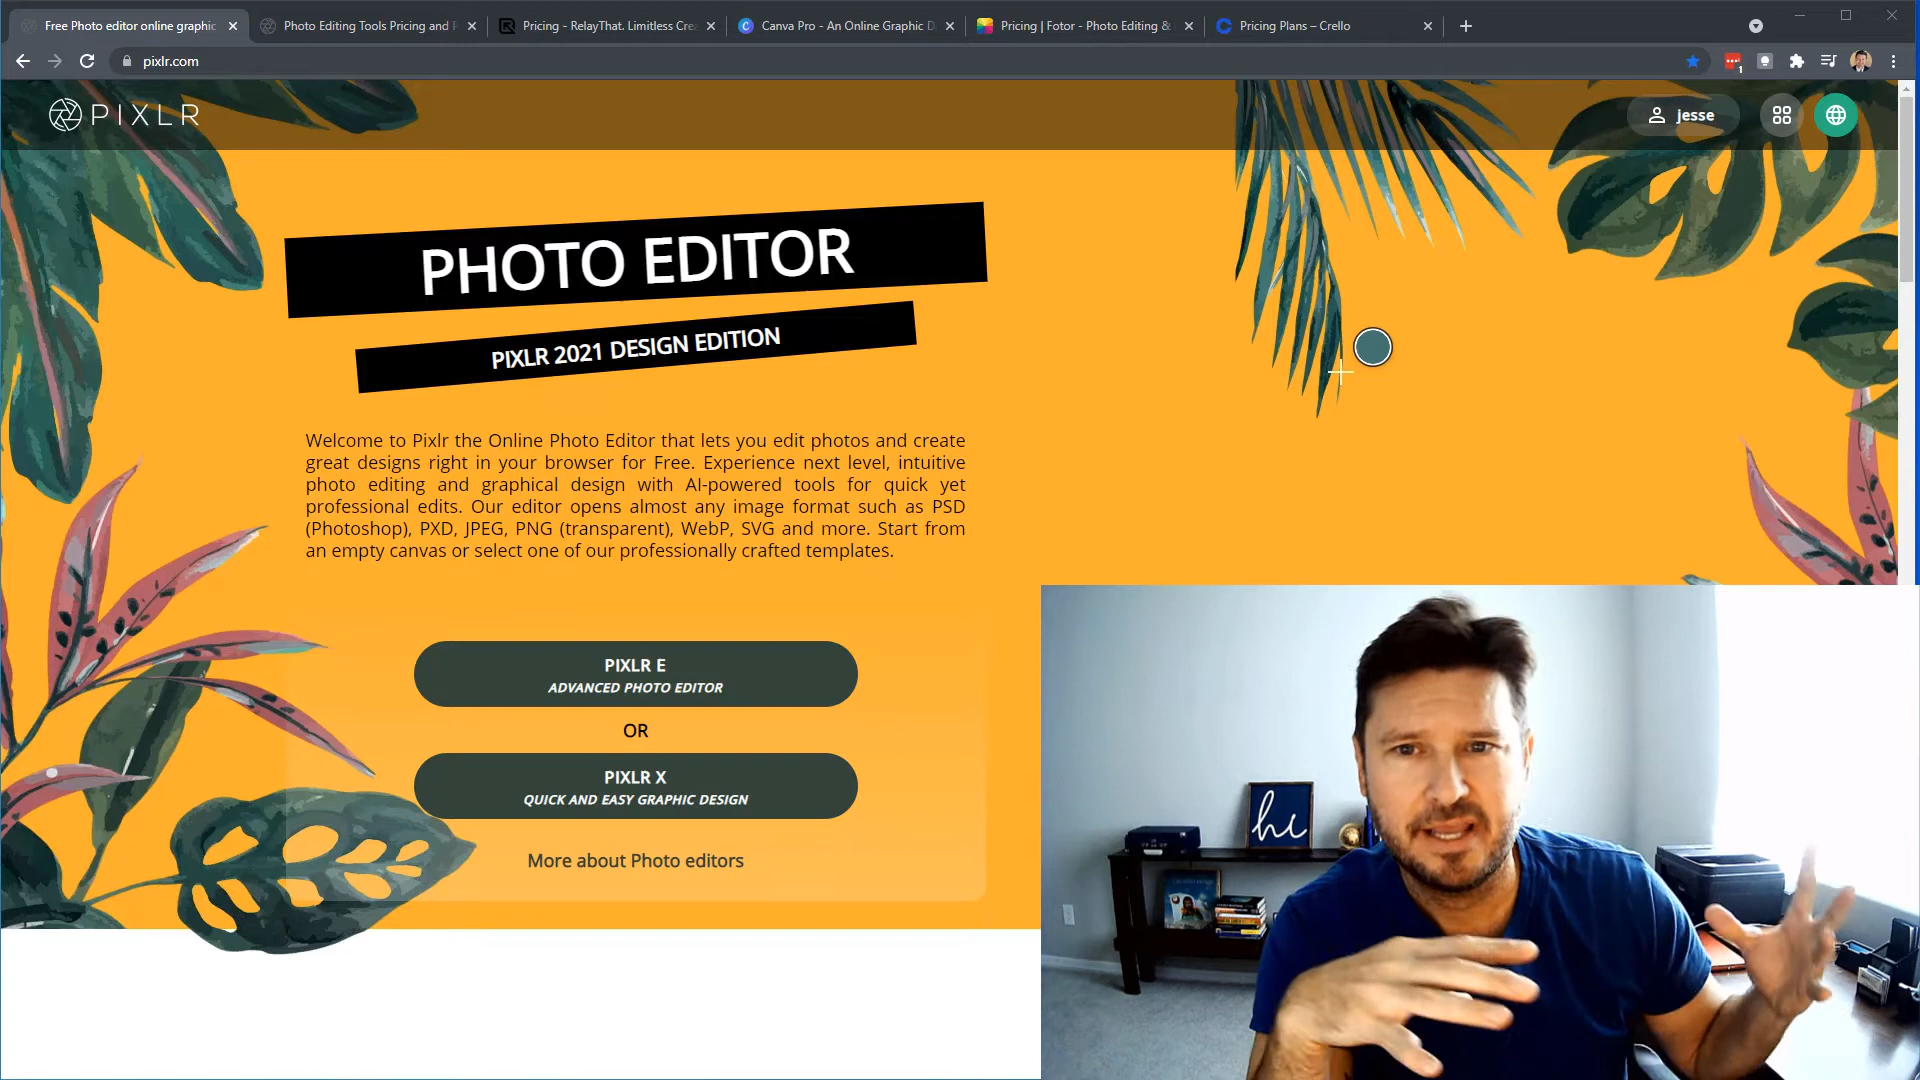 Free Photo editor online graphic
Photo Editing Tools Pricing and
Pricing - RelayThat. Limitless Cre
Canva Pro - An Online Graphic D
Pricing | Fotor - Photo Editing &
Pricing Plans – Crello
pixlr.com
1
PIXLR
jesse
PHOTO EDITOR
PIXLR 2021 DESIGN EDITION
Welcome to Pixlr the Online Photo Editor that lets you edit photos and create
great designs right in your browser for Free. Experience next level, intuitive
photo editing and graphical design with AI-powered tools for quick yet
professional edits. Our editor opens almost any image format such as PSD
(Photoshop), PXD, JPEG, PNG (transparent), WebP, SVG and more. Start from
an empty canvas or select one of our professionally crafted templates.
PIXLR E
ADVANCED PHOTO EDITOR
OR
PIXLR X
QUICK AND EASY GRAPHIC DESIGN
More about Photo editors
hi